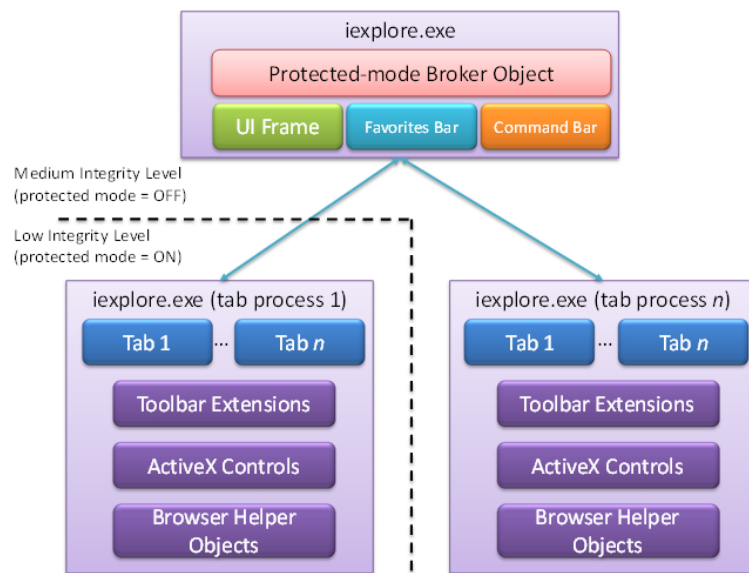 iexplore.exe
Protected-mode Broker Object
UI Frame
Favorites Bar
Command Bar
Medium Integrity Level
(protected mode = OFF)
Low Integrity Level
(protected mode = ON)
iexplore.exe (tab process 1)
Tab 1
...
Tab n
Toolbar Extensions
ActiveX Controls
Browser Helper
Objects
iexplore.exe (tab process n)
Tab 1
...
Tab n
Toolbar Extensions
ActiveX Controls
Browser Helper
Objects